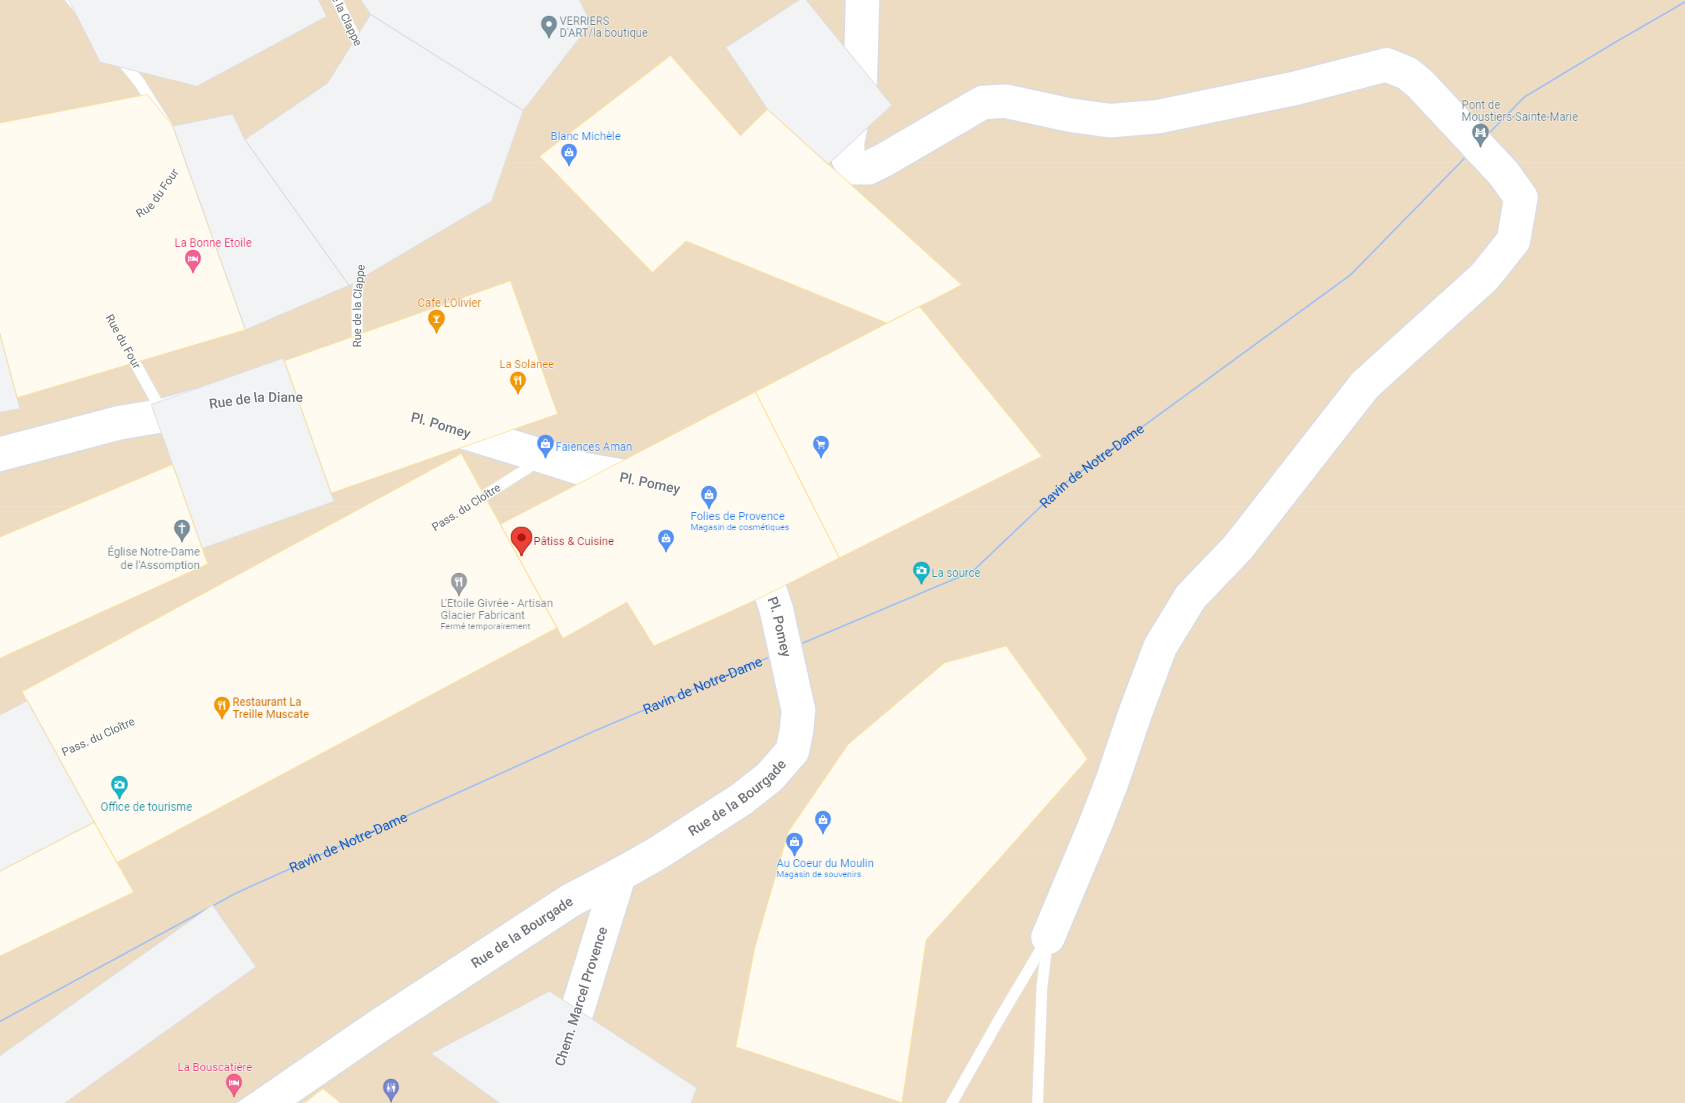 de la Clappe
VERRIERS
D'ART/la boutique
Pont de
Moustiers-Sainte-Marie
Blanc Michèle
Rue du Four
La Bonne Etoile
Rue de la Clappe
Cafe L'Olivier
Rue du Four
La Solanee
Rue de la Diane
Pl. Pomey
Faïences Aman
Ravin de Notre-Dame
Pl. Pomey
Pass. du Cloître
Folies de Provence
Magasin de cosmétiques
Pâtiss & Cuisine
Église Notre-Dame
de l'Assomption
La source
L'Etoile Givrée - Artisan
Glacier Fabricant
Fermé temporairement
Pl. Pomey
Ravin de Notre-Dame
Restaurant La
Treille Muscate
Pass. du Cloître
Office de tourisme
Rue de la Bourgade
Ravin de Notre-Dame
Au Coeur du Moulin
Magasin de souvenirs
Rue de la Bourgade
Chem. Marcel Provence
La Bouscatière